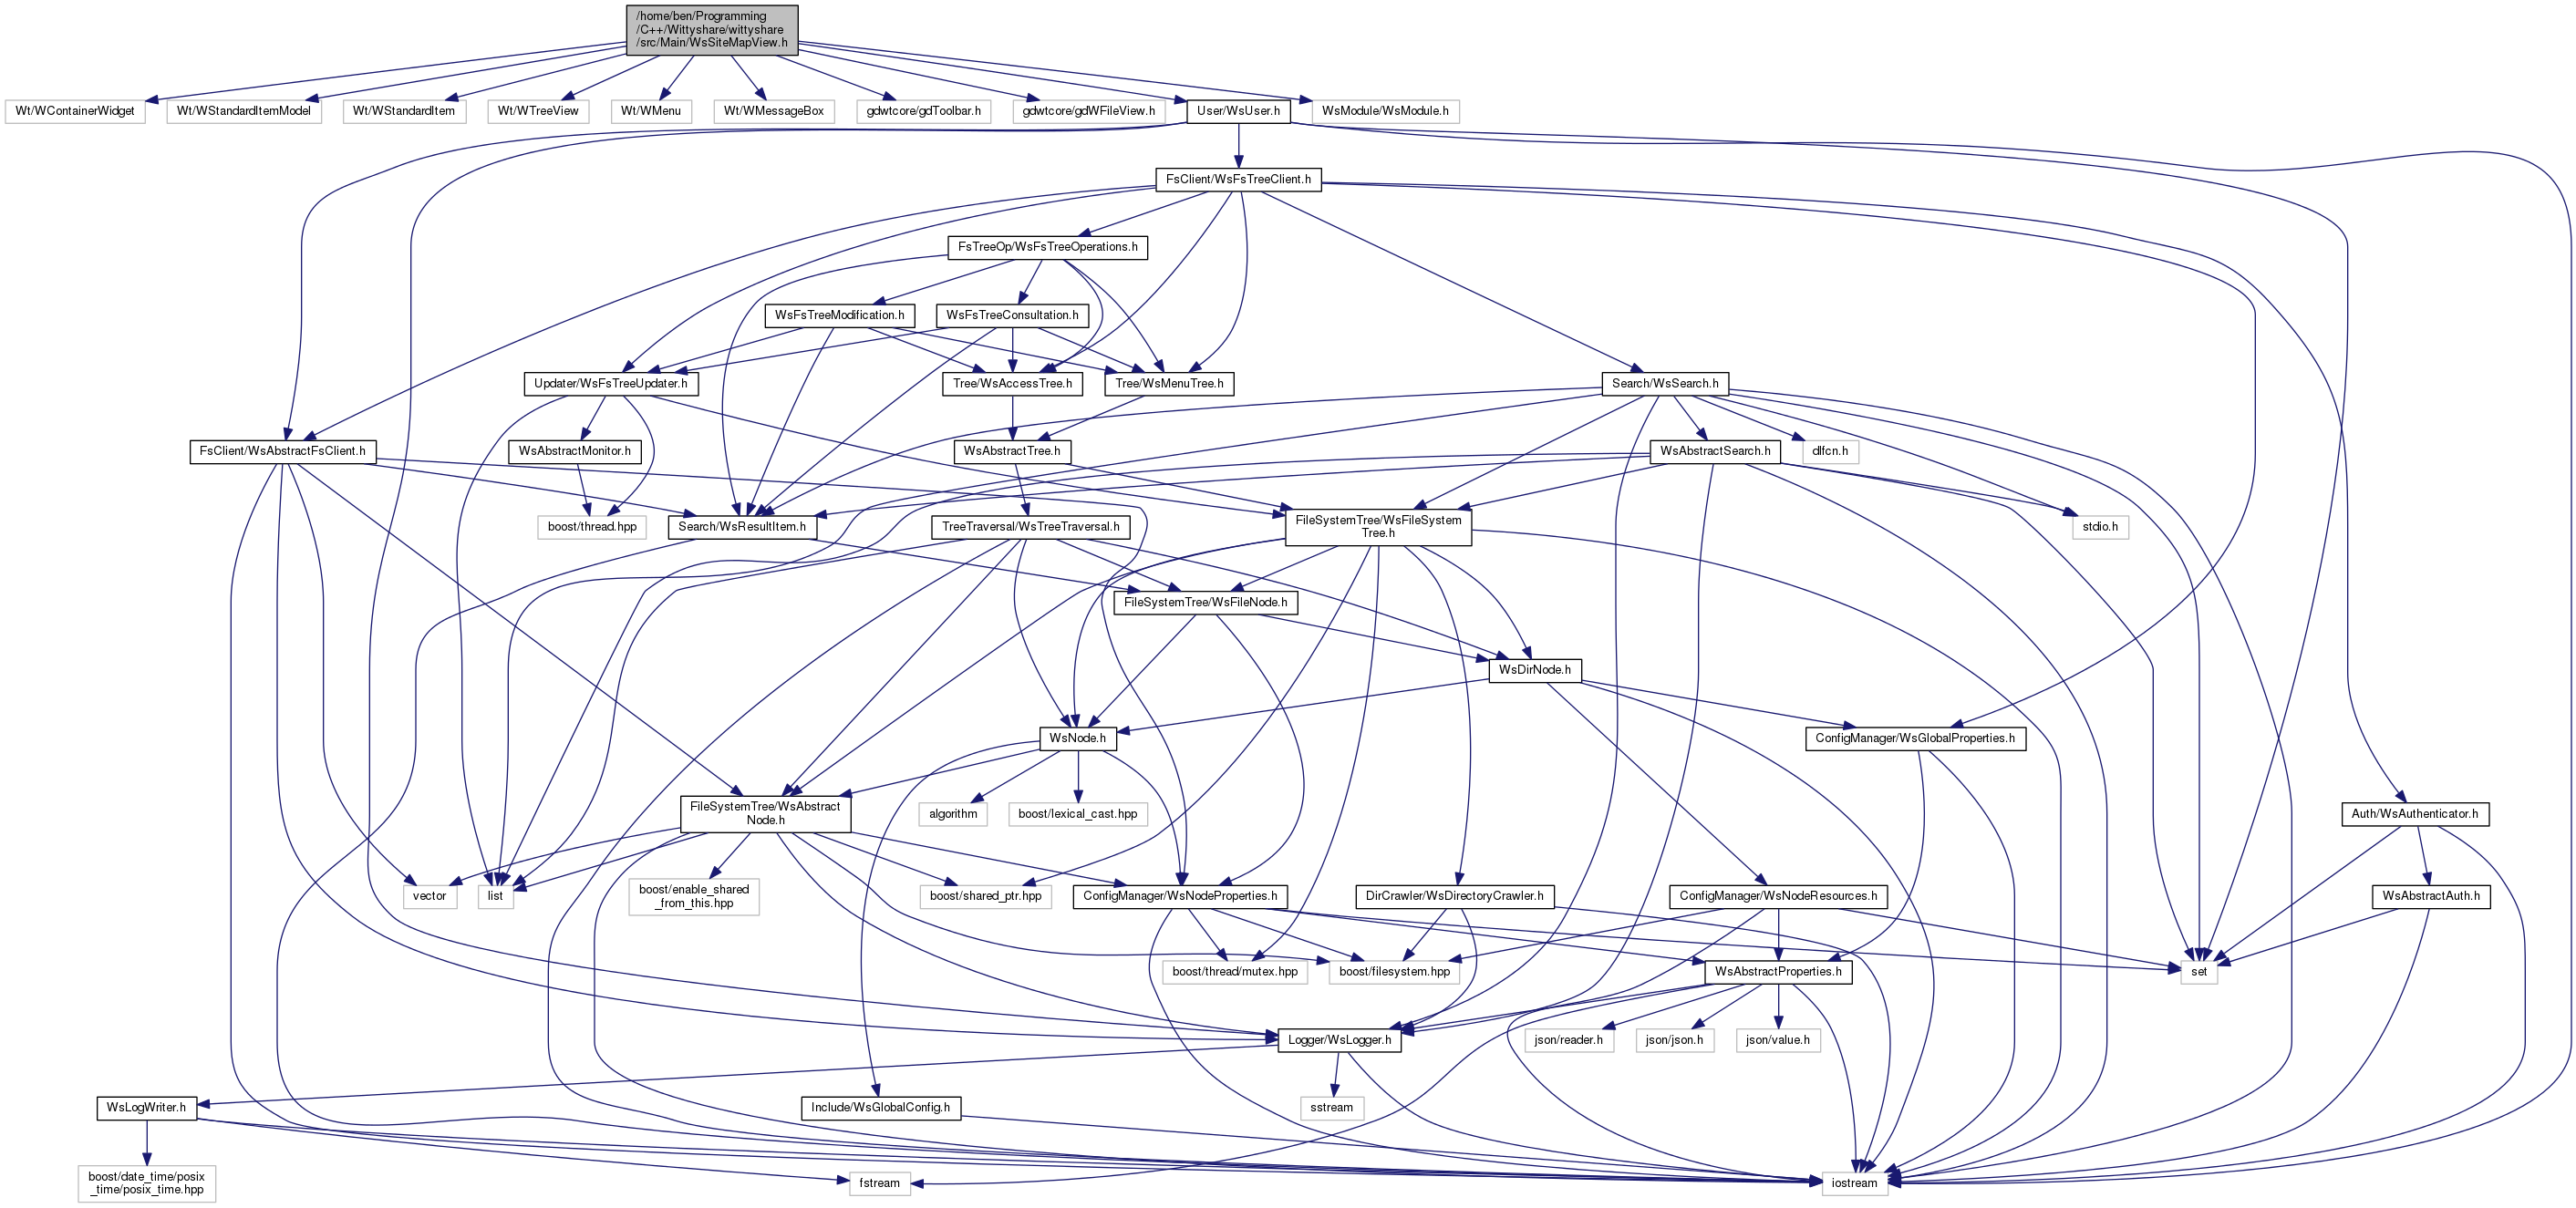 /home/ben/Programming
/C++/Wittyshare/wittyshare
/src/Main/WsSiteMapView.h
Wt/WContainerWidget
Wt/WStandardItemModel
Wt/WStandardItem
Wt/WTreeView
Wt/WMenu
Wt/WMessageBox
gdwtcore/gdToolbar.h
gdwtcore/gdWFileView.h
User/WsUser.h
WsModule/WsModule.h
FsClient/WsFsTreeClient.h
FsTreeOp/WsFsTreeOperations.h
WsFsTreeModification.h
WsFsTreeConsultation.h
Updater/WsFsTreeUpdater.h
Tree/WsAccessTree.h
Tree/WsMenuTree.h
Search/WsSearch.h
FsClient/WsAbstractFsClient.h
WsAbstractMonitor.h
WsAbstractTree.h
WsAbstractSearch.h
dlfcn.h
boost/thread.hpp
Search/WsResultItem.h
TreeTraversal/WsTreeTraversal.h
FileSystemTree/WsFileSystem
Tree.h
stdio.h
FileSystemTree/WsFileNode.h
WsDirNode.h
WsNode.h
ConfigManager/WsGlobalProperties.h
FileSystemTree/WsAbstract
Node.h
algorithm
boost/lexical_cast.hpp
Auth/WsAuthenticator.h
vector
list
boost/enable_shared
_from_this.hpp
boost/shared_ptr.hpp
ConfigManager/WsNodeProperties.h
DirCrawler/WsDirectoryCrawler.h
ConfigManager/WsNodeResources.h
WsAbstractAuth.h
boost/thread/mutex.hpp
boost/filesystem.hpp
WsAbstractProperties.h
set
Logger/WsLogger.h
json/reader.h
json/json.h
json/value.h
WsLogWriter.h
Include/WsGlobalConfig.h
sstream
boost/date_time/posix
_time/posix_time.hpp
fstream
iostream